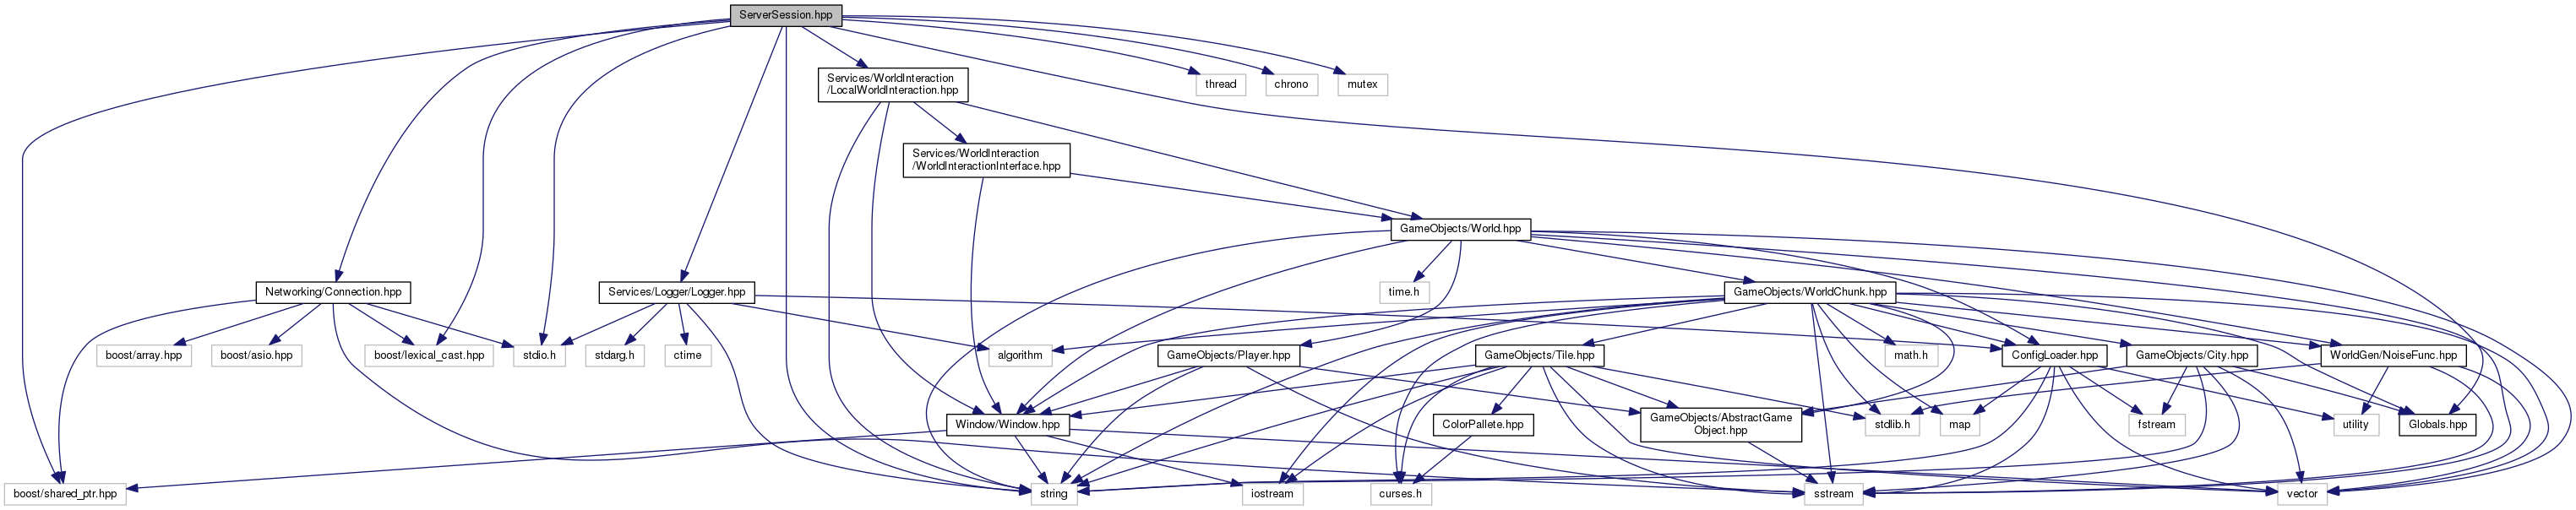 ServerSession.hpp
Services/WorldInteraction
/LocalWorldInteraction.hpp
thread
chrono
mutex
Services/WorldInteraction
/WorldInteractionInterface.hpp
GameObjects/World.hpp
Networking/Connection.hpp
Services/Logger/Logger.hpp
time.h
GameObjects/WorldChunk.hpp
boost/array.hpp
boost/asio.hpp
boost/lexical_cast.hpp
stdio.h
stdarg.h
ctime
algorithm
GameObjects/Player.hpp
GameObjects/Tile.hpp
math.h
ConfigLoader.hpp
GameObjects/City.hpp
WorldGen/NoiseFunc.hpp
Window/Window.hpp
ColorPallete.hpp
GameObjects/AbstractGame
Object.hpp
stdlib.h
map
fstream
utility
Globals.hpp
boost/shared_ptr.hpp
string
iostream
curses.h
sstream
vector